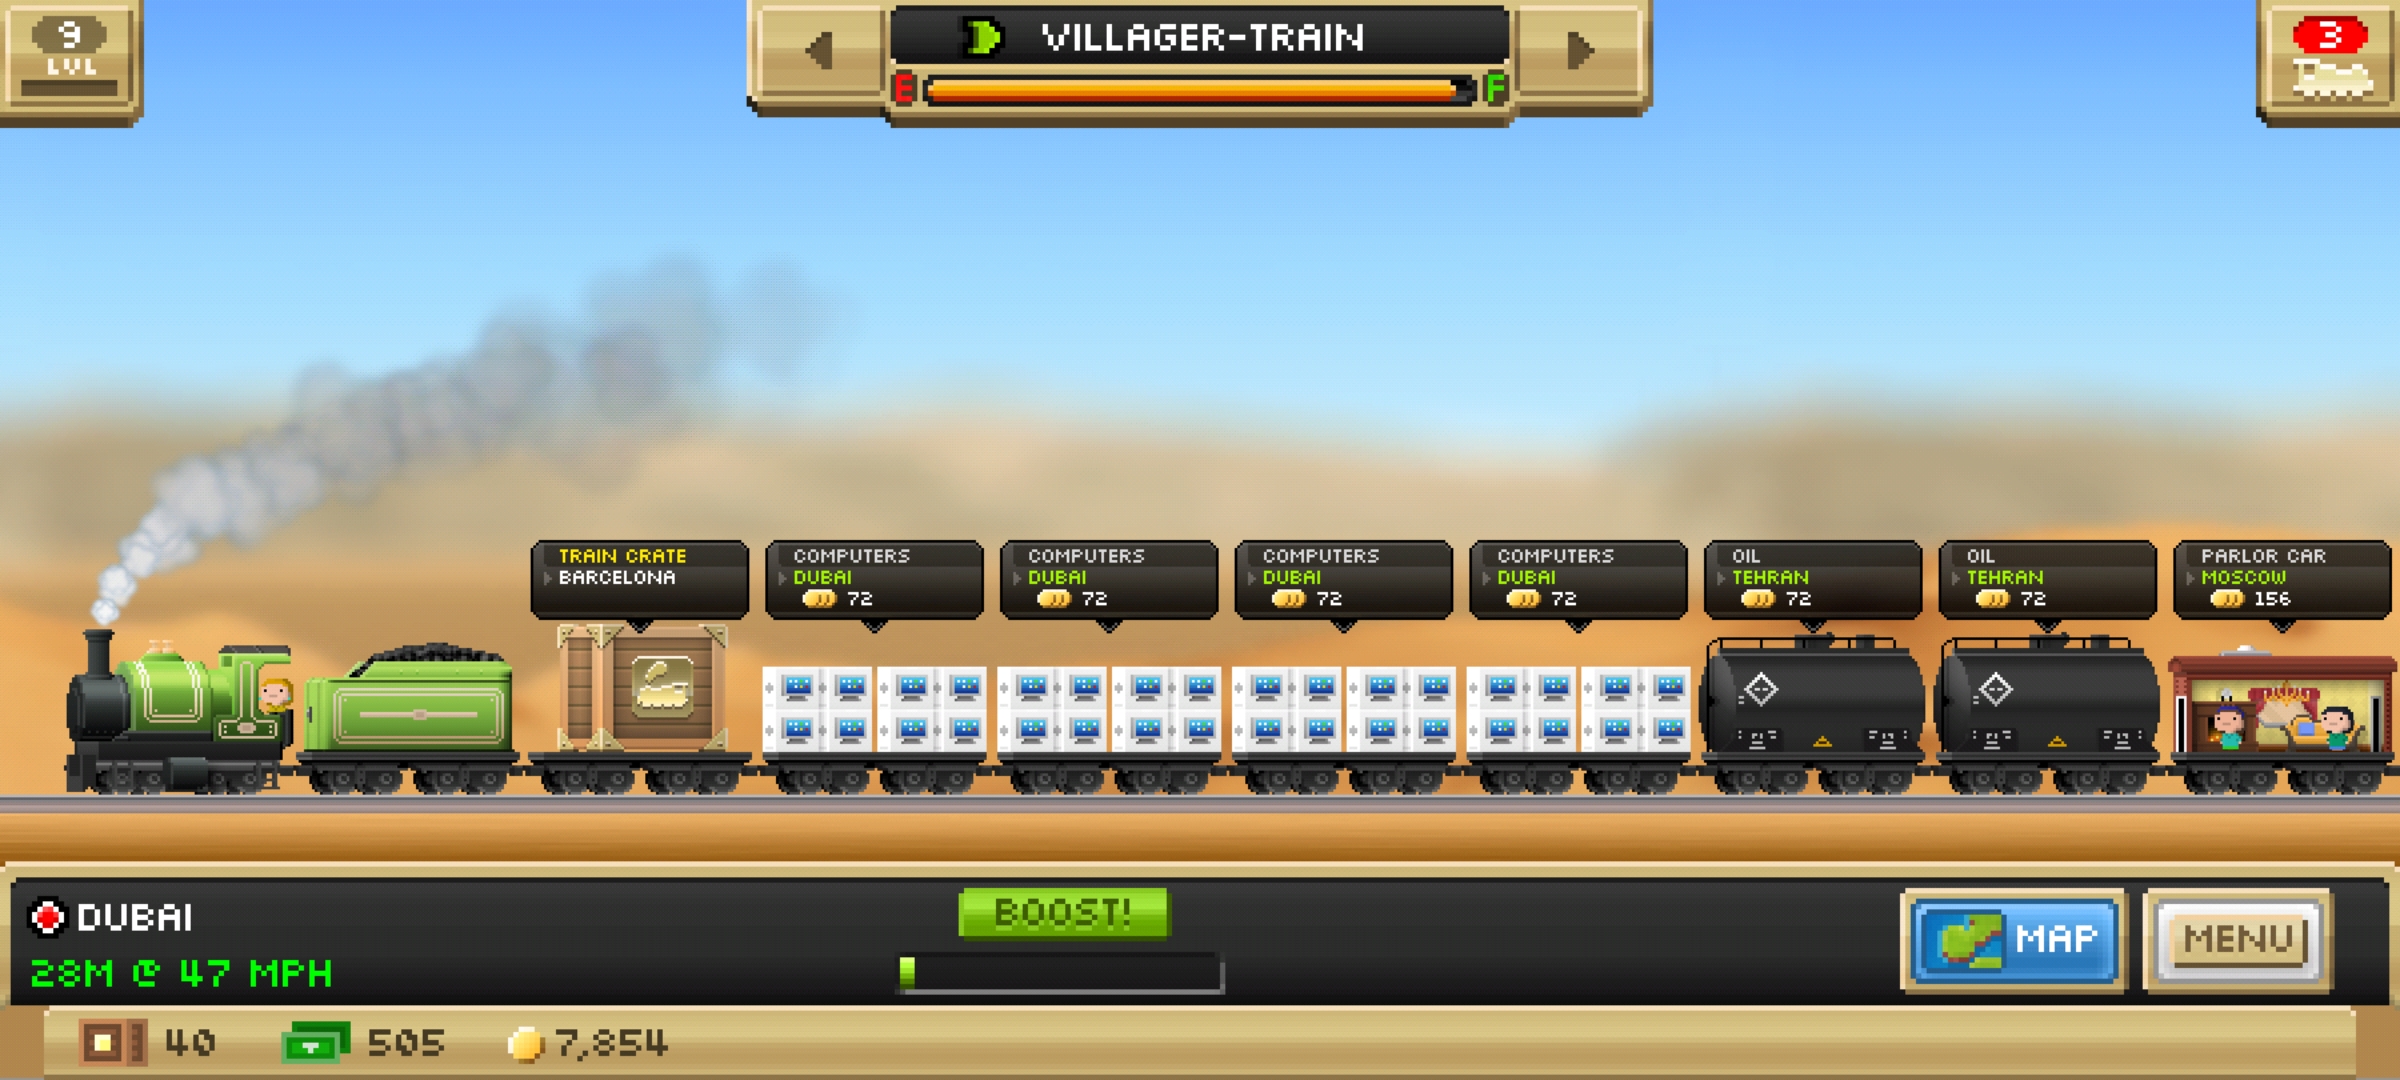 9
LVL
VILLAGER-TRAIN
E F
3
TRAIN CRATE
BARCELONA
COMPUTERS
DUBAI
72
COMPUTERS
DUBAI
72
COMPUTERS
DUBAI
72
COMPUTERS
DUBAI
72
OIL
TEHRAN
72
OIL
TEHRAN
72
PARLOR CAR
MOSCOW
156
DUBAI
28M @ 47 MPH
BOOST!
MAP
MENU
40
505
7,854